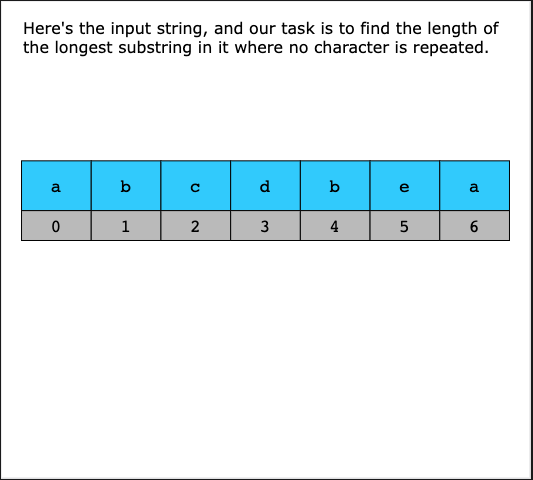 Here's the input string, and our task is to find the length of
the longest substring in it where no character is repeated.
a b c d b e a
0 1 2 3 4 5 6